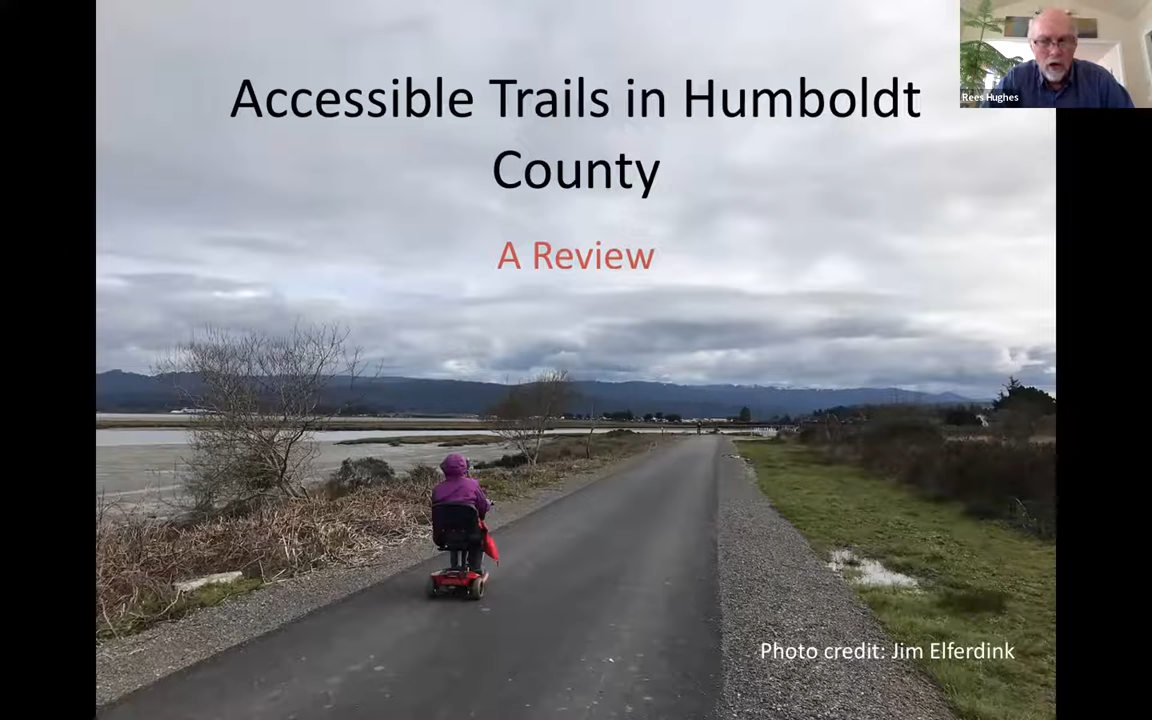 Accessible Trails in Humboldt
County
A Review
Rees Hughes
Photo credit: Jim Elferdink